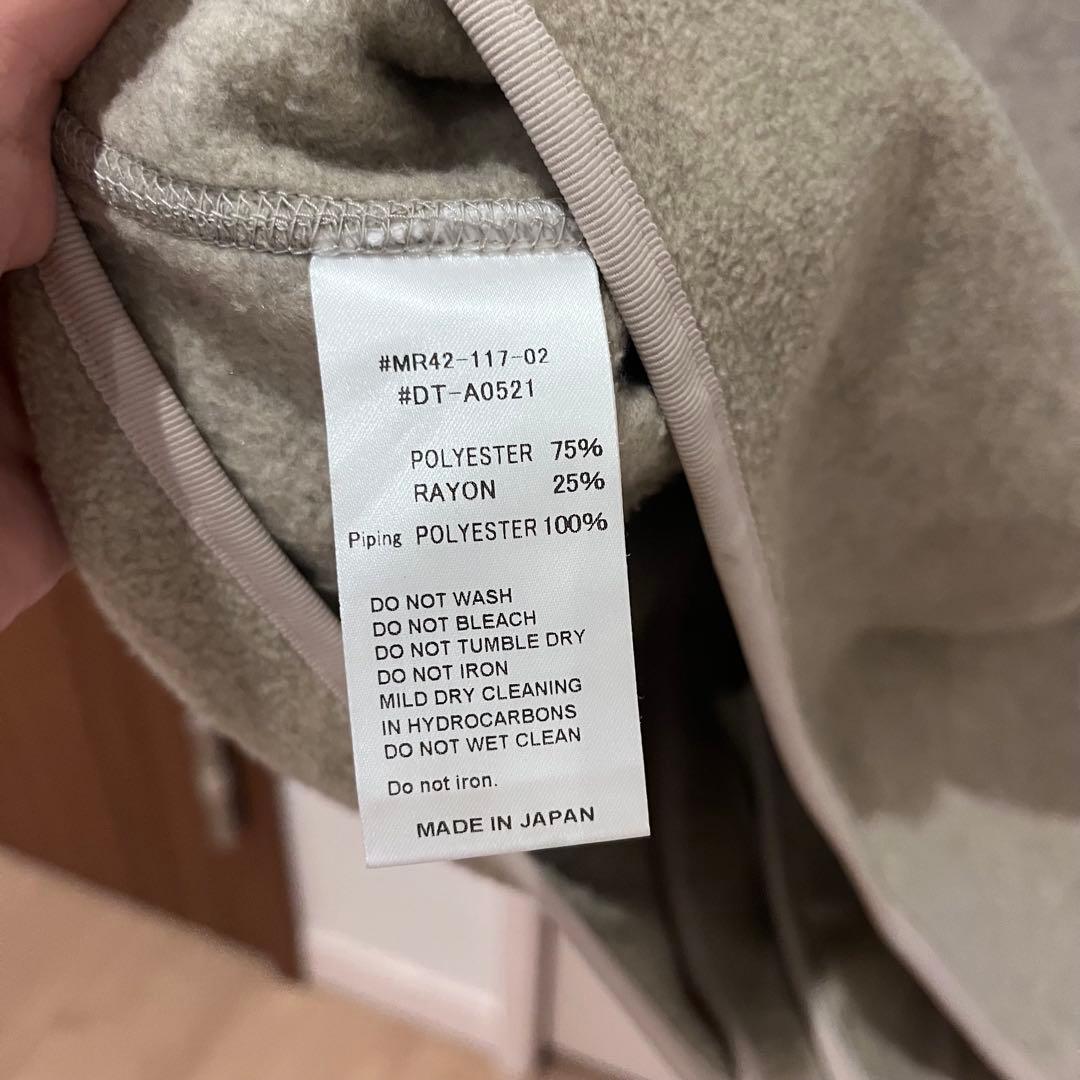 #MR42-117-02
#DT-A0521
POLYESTER 75%
RAYON 25%
Piping POLYESTER 100%
DO NOT WASH
DO NOT BLEACH
DO NOT TUMBLE DRY
DO NOT IRON
MILD DRY CLEANING
IN HYDROCARBONS
DO NOT WET CLEAN
Do not iron.
MADE IN JAPAN